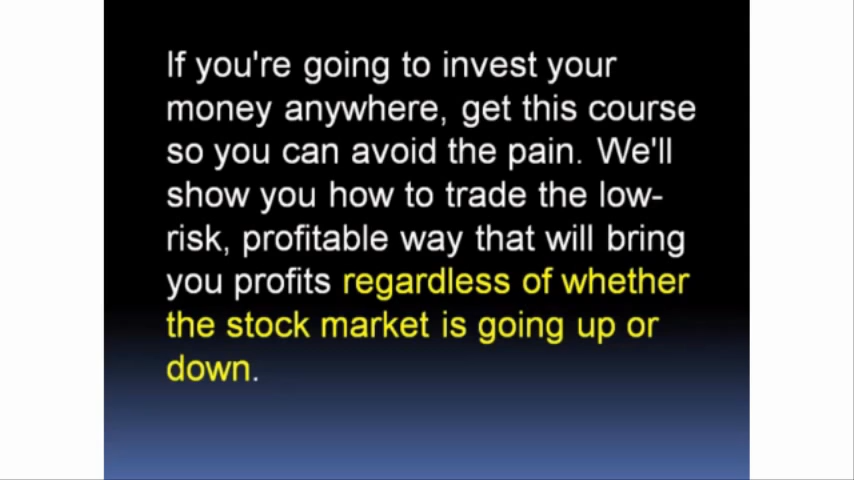 If you're going to invest your
money anywhere, get this course
so you can avoid the pain. We'll
show you how to trade the low-
risk, profitable way that will bring
you profits regardless of whether
the stock market is going up or
down.